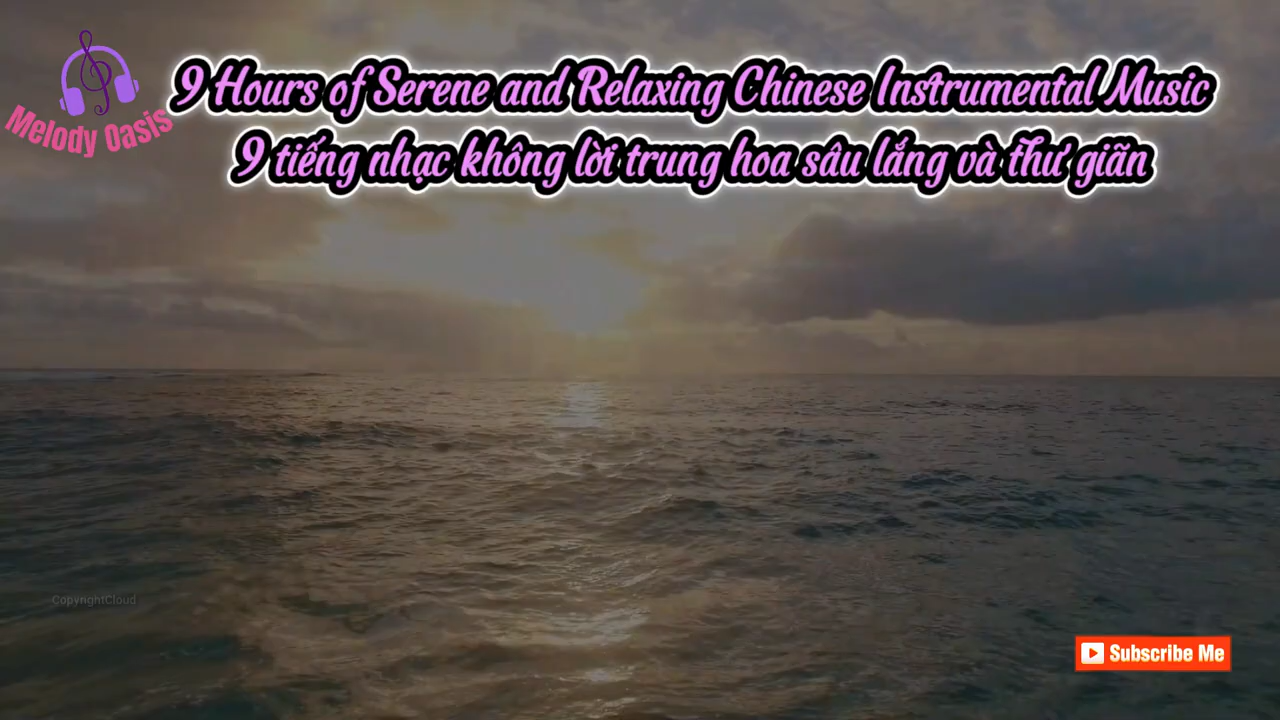 9 Hours of Serene and Relaxing Chinese Instrumental Music
9 tiếng nhạc không lời trung hoa sâu lắng và thư giãn
Melody Oasis
CopyrightCloud
Subscribe Me